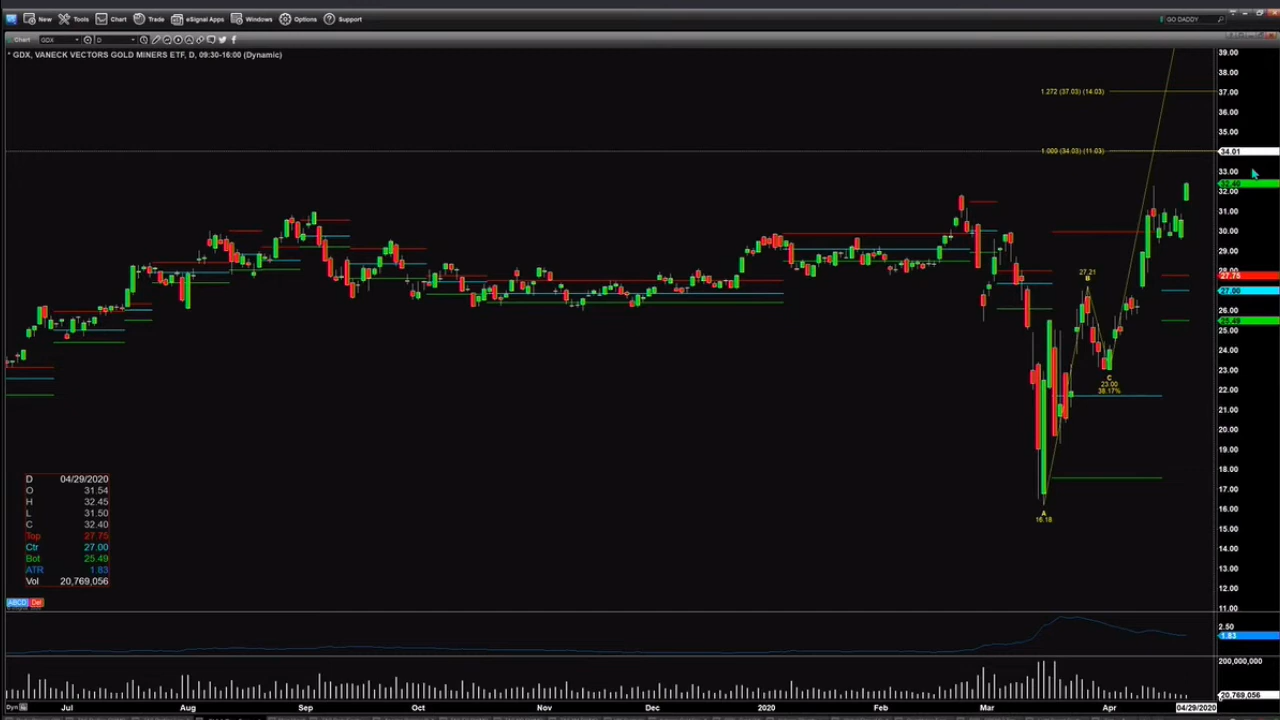 New Tools Chart Trade eSignal Apps Windows Options Support GO DADDY
Chart GDX D
* GDX, VANECK VECTORS GOLD MINERS ETF, D, 09:30-16:00 (Dynamic)
39.00
38.00
1.272 (37.03) (14.03) 37.00
36.00
35.00
1.000 (34.03) (11.03) 34.01
33.00
32.40
32.00
31.00
30.00
29.00
28.00
27.21
B
27.75
27.00
26.00
25.49
25.00
24.00
23.00
C
23.00
38.17%
22.00
21.00
20.00
19.00
18.00
17.00
16.00
A
16.18
15.00
14.00
13.00
12.00
11.00
D 04/29/2020
O 31.54
H 32.45
L 31.50
C 32.40
Top 27.75
Ctr 27.00
Bot 25.49
ATR 1.83
Vol 20,769,056
ABCD Del
2.50
1.83
200,000,000
20,769,056
Dyn Jul Aug Sep Oct Nov Dec 2020 Feb Mar Apr 04/29/2020